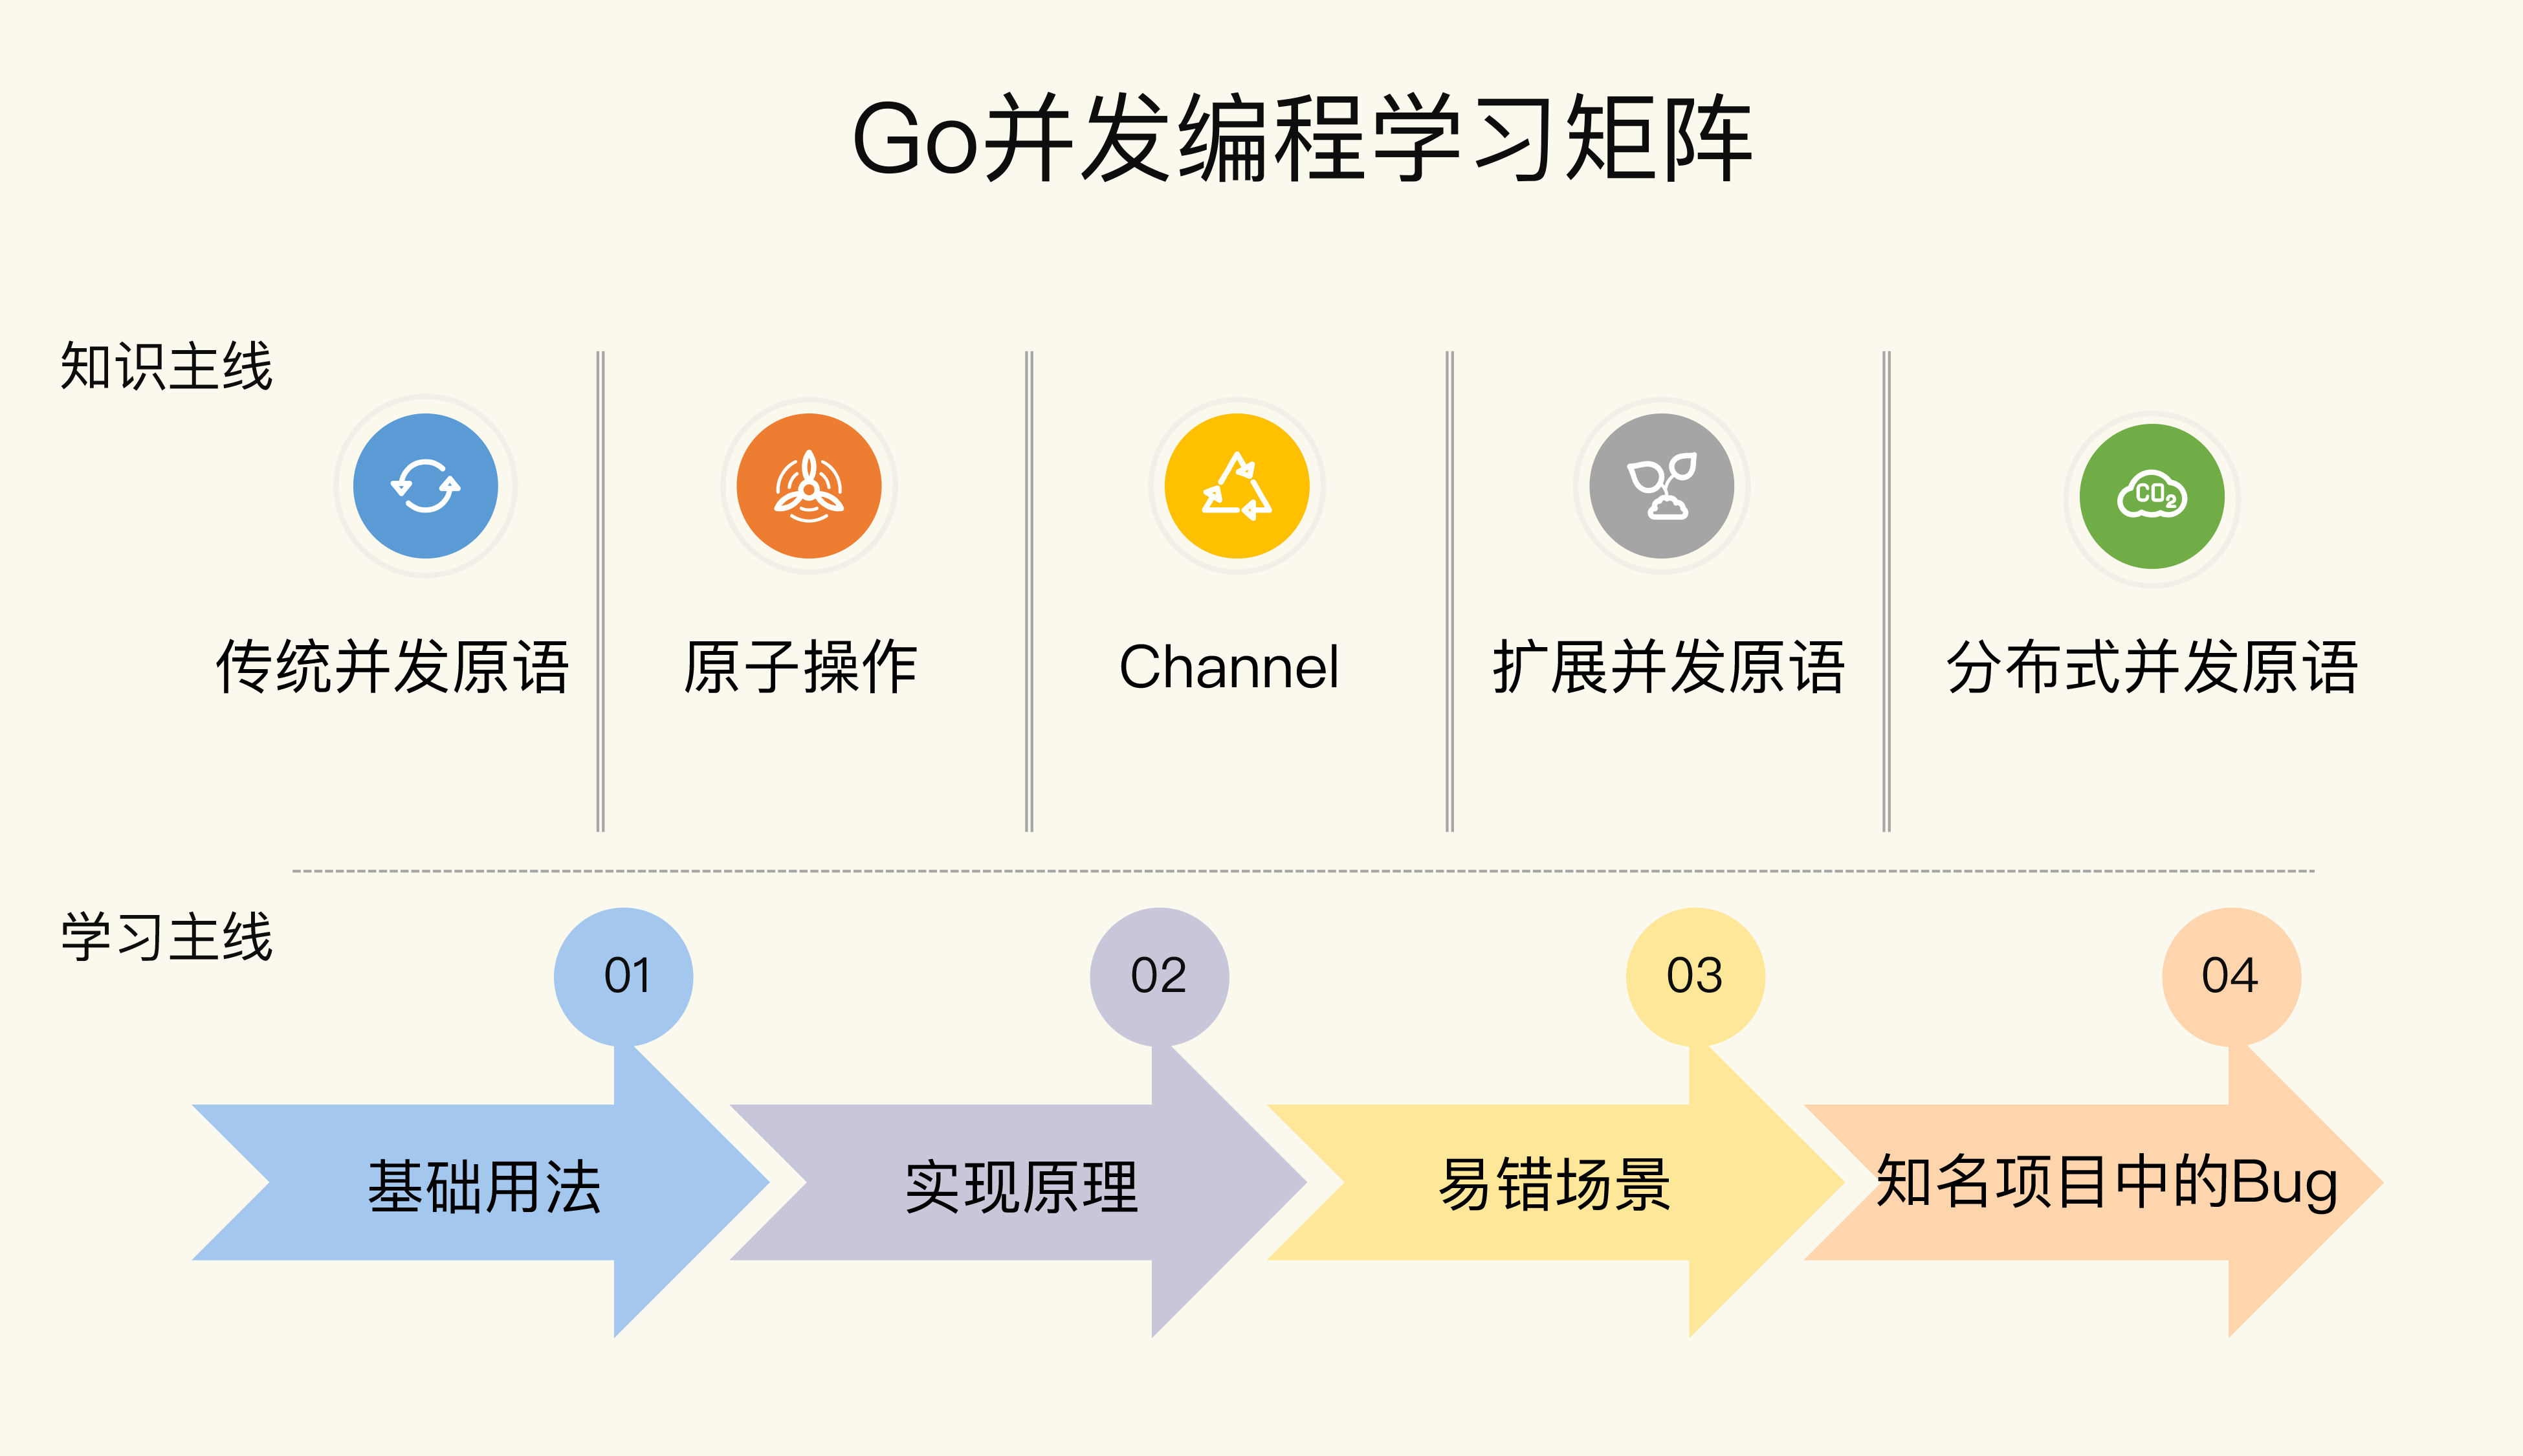 Go并发编程学习矩阵
知识主线
传统并发原语
原子操作
Channel
扩展并发原语
CO2
分布式并发原语
学习主线
01
02
03
04
基础用法
实现原理
易错场景
知名项目中的Bug